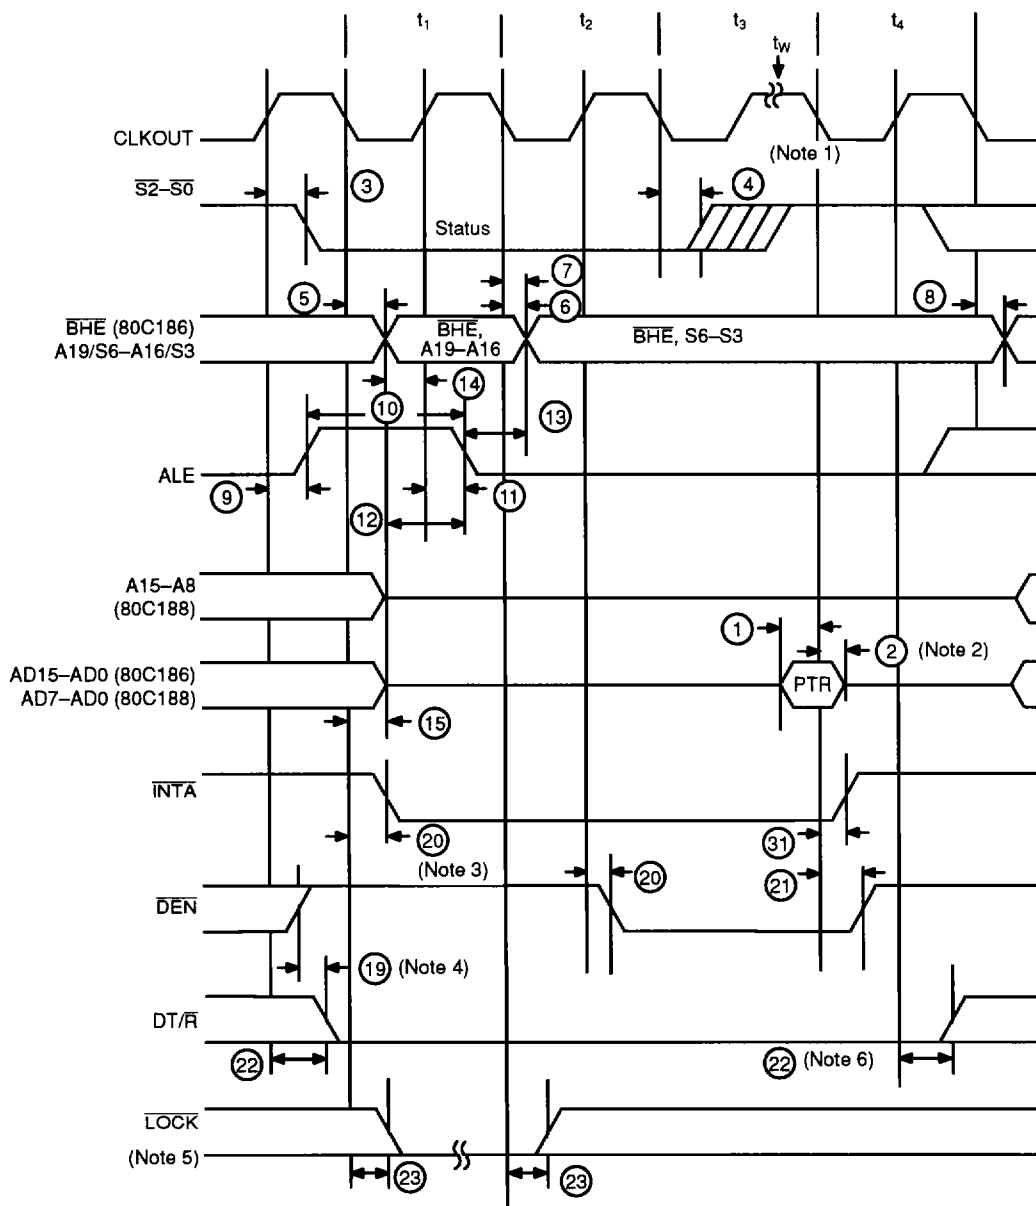 t1 t2 t3 t4
tW
CLKOUT
(Note 1)
S2–S0
3
4
Status
7
5
6
8
BHE (80C186)
A19/S6–A16/S3
BHE,
A19–A16
BHE, S6–S3
14
10
13
ALE
9
11
12
A15–A8
(80C188)
1
2 (Note 2)
AD15–AD0 (80C186)
AD7–AD0 (80C188)
PTR
15
INTA
20
(Note 3)
31
20
21
DEN
19 (Note 4)
DT/R
22
22 (Note 6)
LOCK
(Note 5)
23
23